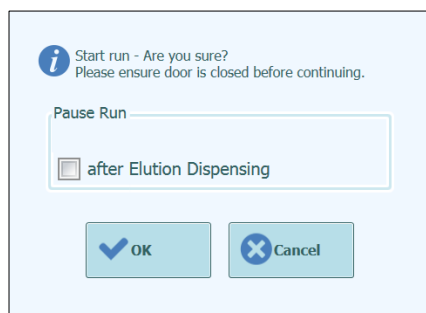 Start run - Are you sure?
Please ensure door is closed before continuing.
Pause Run
after Elution Dispensing
OK
Cancel